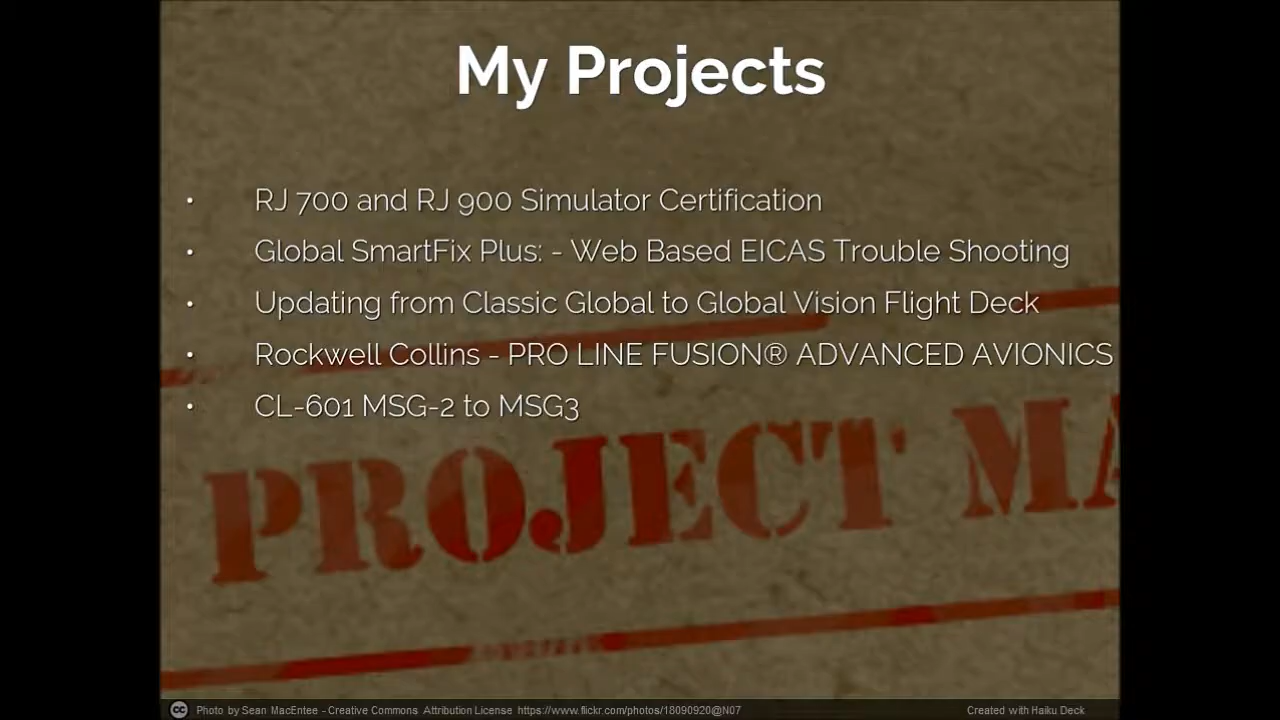 My Projects
• RJ 700 and RJ 900 Simulator Certification
• Global SmartFix Plus: - Web Based EICAS Trouble Shooting
• Updating from Classic Global to Global Vision Flight Deck
• Rockwell Collins - PRO LINE FUSION® ADVANCED AVIONICS
• CL-601 MSG-2 to MSG3
PROJECT MA
cc Photo by Sean MacEntee - Creative Commons Attribution License https://www.flickr.com/photos/18090920@N07
Created with Haiku Deck